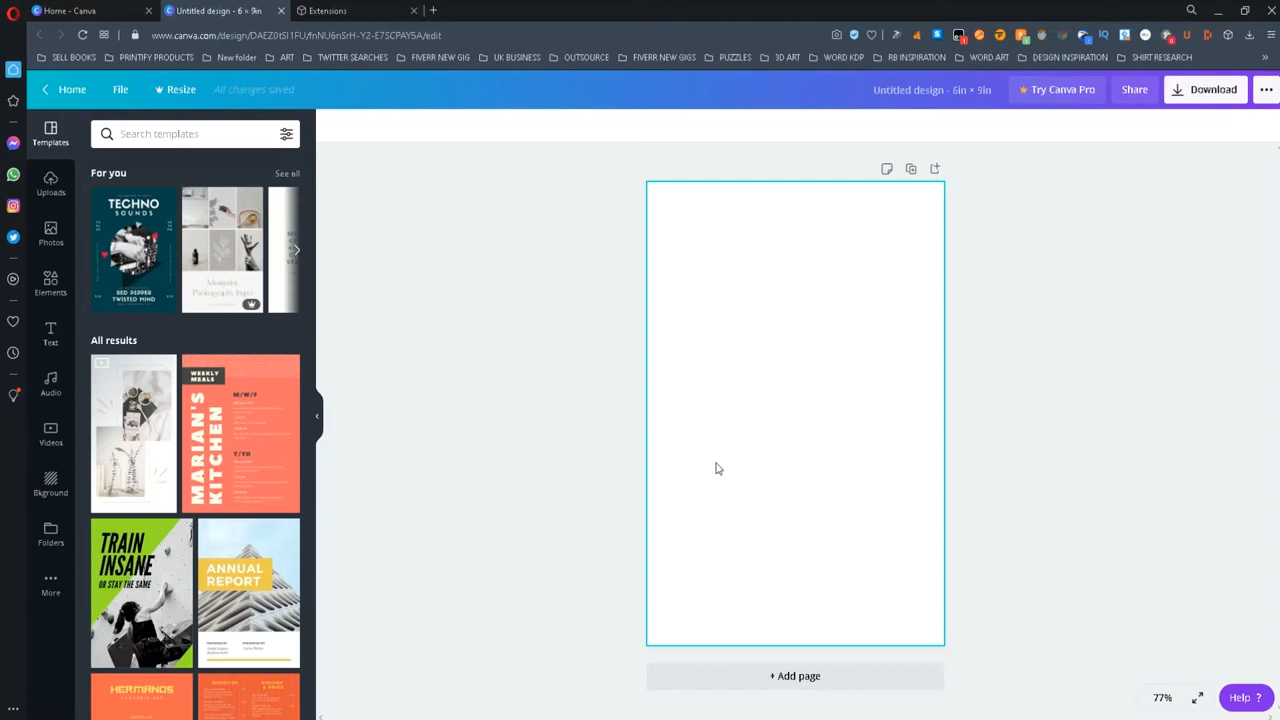 Home - Canva
Untitled design - 6 × 9in
Extensions
www.canva.com/design/DAEZ0tSI1FU/fnNU6nSrH-Y2-E7SCPAY5A/edit
SELL BOOKS PRINTIFY PRODUCTS New folder ART TWITTER SEARCHES FIVERR NEW GIG UK BUSINESS OUTSOURCE FIVERR NEW GIGS PUZZLES 3D ART WORD KDP RB INSPIRATION WORD ART DESIGN INSPIRATION SHIRT RESEARCH
Home File Resize All changes saved Untitled design - 6in × 9in Try Canva Pro Share Download
Templates
Uploads
Photos
Elements
Text
Audio
Videos
Bkground
Folders
More
Search templates
For you See all
TECHNO
SOUNDS
RED PEPPER
TWISTED MIND
Minimalist
All results
WEEKLY
MEALS
MARIAN'S
KITCHEN
M/W/F
T/TH
TRAIN
INSANE
OR STAY THE SAME
ANNUAL
REPORT
HERMANOS
+ Add page
77%
Help ?